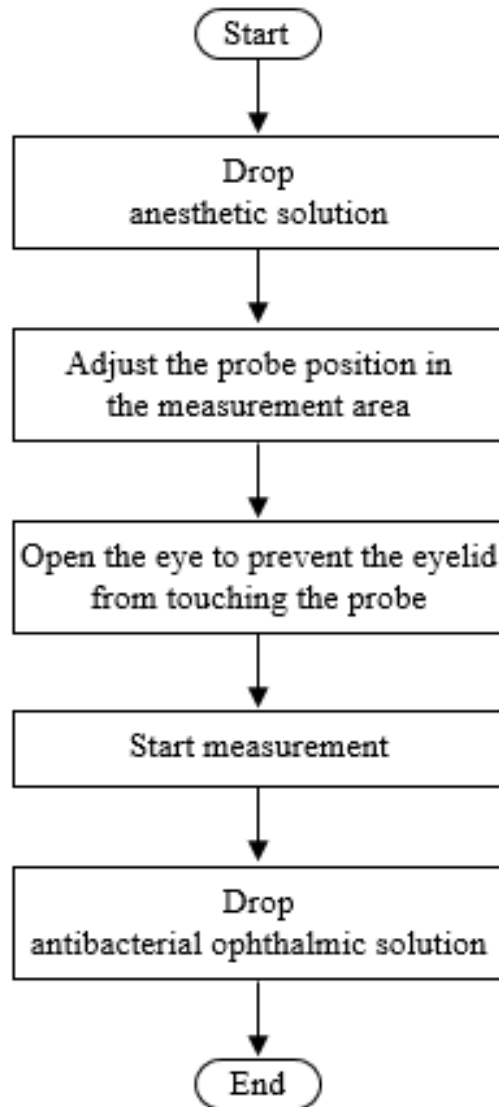 Start
Drop
anesthetic solution
Adjust the probe position in
the measurement area
Open the eye to prevent the eyelid
from touching the probe
Start measurement
Drop
antibacterial ophthalmic solution
End